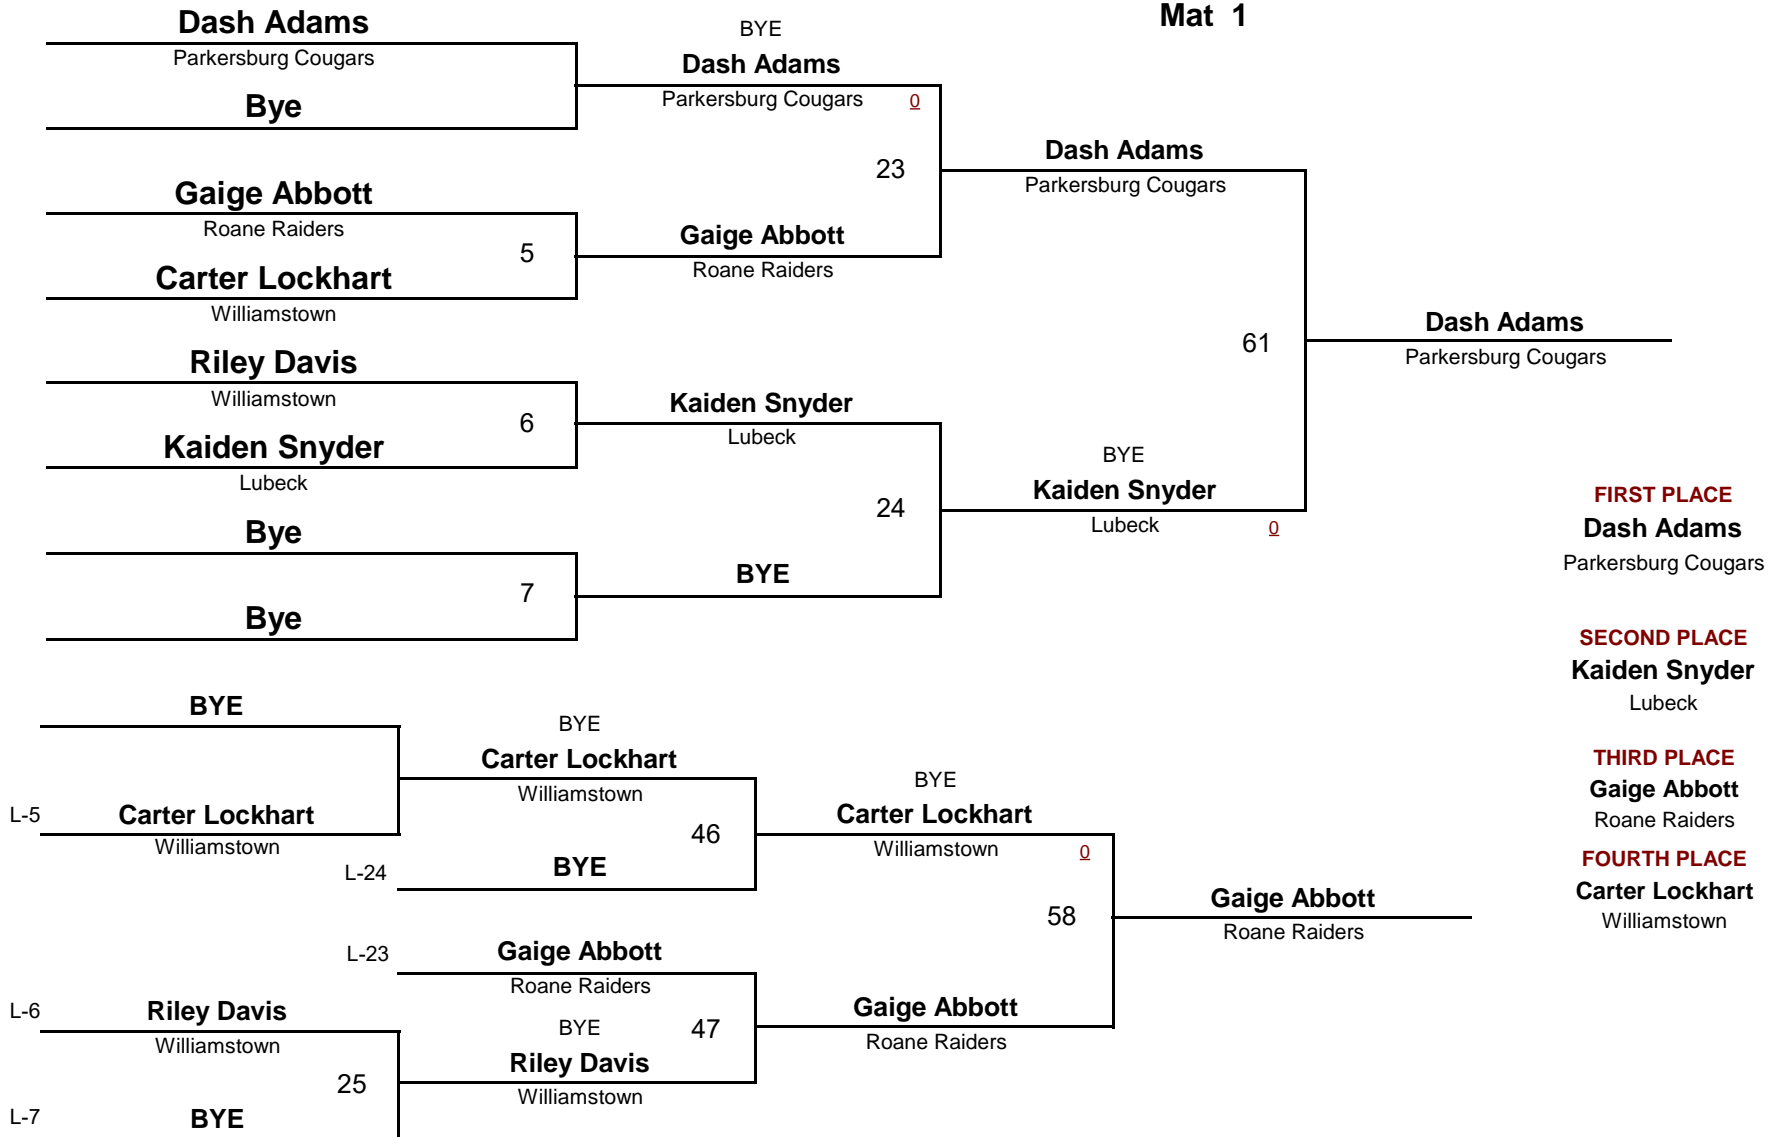 Mat 1
Dash Adams
Parkersburg Cougars
Bye
Gaige Abbott
Roane Raiders
5
Carter Lockhart
Williamstown
Riley Davis
Williamstown
6
Kaiden Snyder
Lubeck
Bye
7
Bye
BYE
Dash Adams
Parkersburg Cougars 0
23
Gaige Abbott
Roane Raiders
Kaiden Snyder
Lubeck
24
BYE
Dash Adams
Parkersburg Cougars
61
BYE
Kaiden Snyder
Lubeck 0
Dash Adams
Parkersburg Cougars
FIRST PLACE
Dash Adams
Parkersburg Cougars
SECOND PLACE
Kaiden Snyder
Lubeck
THIRD PLACE
Gaige Abbott
Roane Raiders
FOURTH PLACE
Carter Lockhart
Williamstown
BYE
L-5 Carter Lockhart
Williamstown
L-6 Riley Davis
Williamstown
25
L-7 BYE
BYE
Carter Lockhart
Williamstown
46
L-24 BYE
L-23 Gaige Abbott
Roane Raiders
BYE 47
Riley Davis
Williamstown
BYE
Carter Lockhart
Williamstown 0
58
Gaige Abbott
Roane Raiders
Gaige Abbott
Roane Raiders